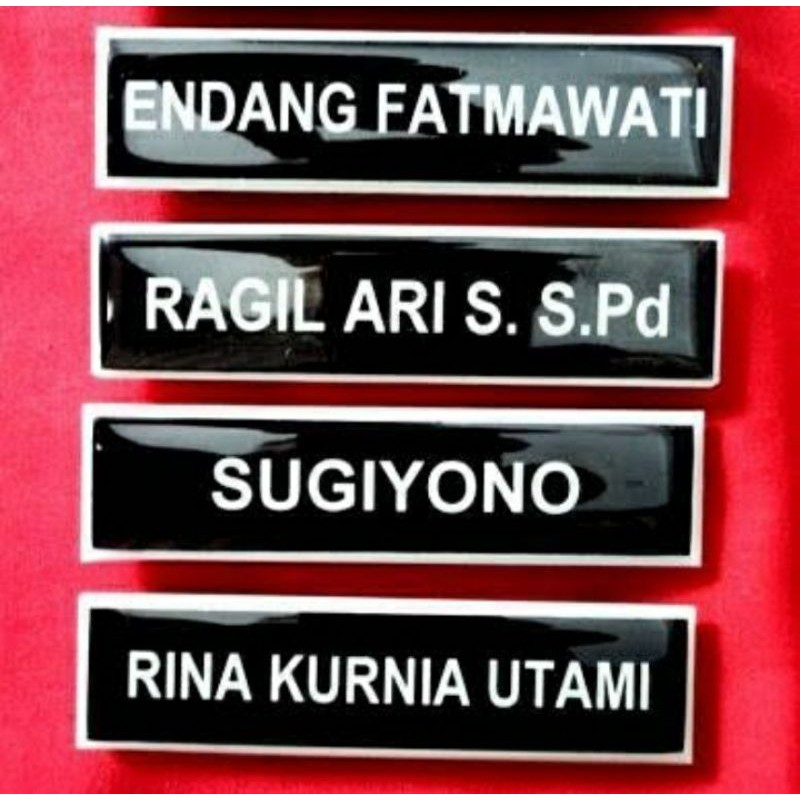 ENDANG FATMAWATI
RAGIL ARI S. S.Pd
SUGIYONO
RINA KURNIA UTAMI